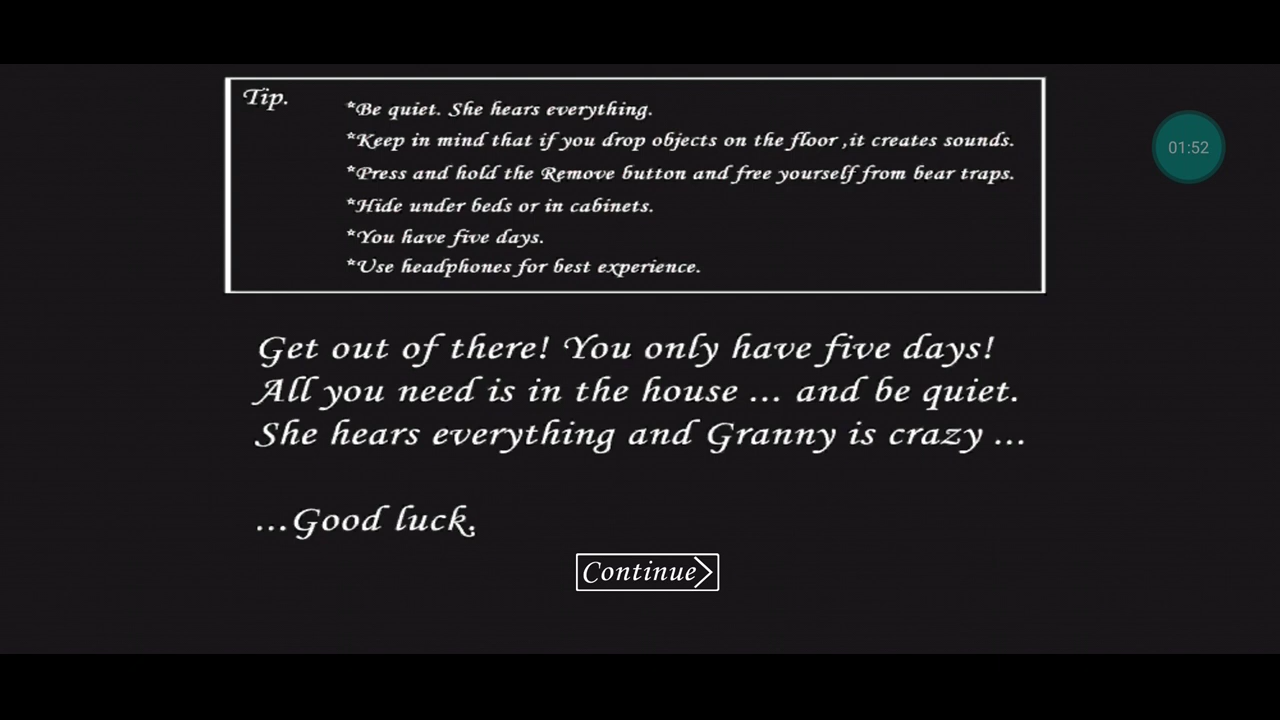 Tip.
*Be quiet. She hears everything.
*Keep in mind that if you drop objects on the floor ,it creates sounds.
*Press and hold the Remove button and free yourself from bear traps.
*Hide under beds or in cabinets.
*You have five days.
*Use headphones for best experience.
01:52
Get out of there! You only have five days!
All you need is in the house ... and be quiet.
She hears everything and Granny is crazy ...
...Good luck.
Continue